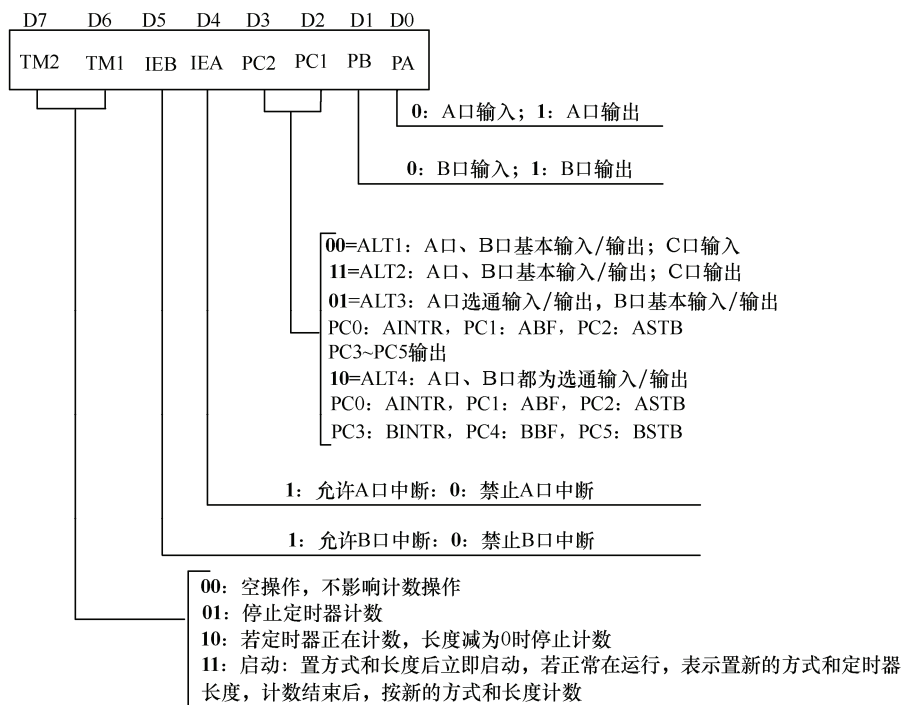 D7 D6 D5 D4 D3 D2 D1 D0
TM2 TM1 IEB IEA PC2 PC1 PB PA
0：A口输入；1：A口输出
0：B口输入；1：B口输出
00=ALT1：A口、B口基本输入/输出；C口输入
11=ALT2：A口、B口基本输入/输出；C口输出
01=ALT3：A口选通输入/输出，B口基本输入/输出
PC0：AINTR，PC1：ABF，PC2：ASTB
PC3~PC5输出
10=ALT4：A口、B口都为选通输入/输出
PC0：AINTR，PC1：ABF，PC2：ASTB
PC3：BINTR，PC4：BBF，PC5：BSTB
1：允许A口中断：0：禁止A口中断
1：允许B口中断：0：禁止B口中断
00：空操作，不影响计数操作
01：停止定时器计数
10：若定时器正在计数，长度减为0时停止计数
11：启动：置方式和长度后立即启动，若正常在运行，表示置新的方式和定时器
长度，计数结束后，按新的方式和长度计数